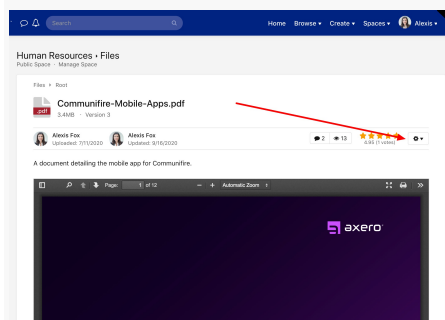 Search
Home Browse ▾ Create ▾ Spaces ▾ Alexis ▾
Human Resources › Files
Public Space · Manage Space
Files › Root
.pdf
Communifire-Mobile-Apps.pdf
3.4MB · Version 3
Alexis Fox
Uploaded: 7/11/2020
Alexis Fox
Updated: 9/16/2020
2 13
4.95 (1 votes)
A document detailing the mobile app for Communifire.
Page: 1 of 12
Automatic Zoom
axero